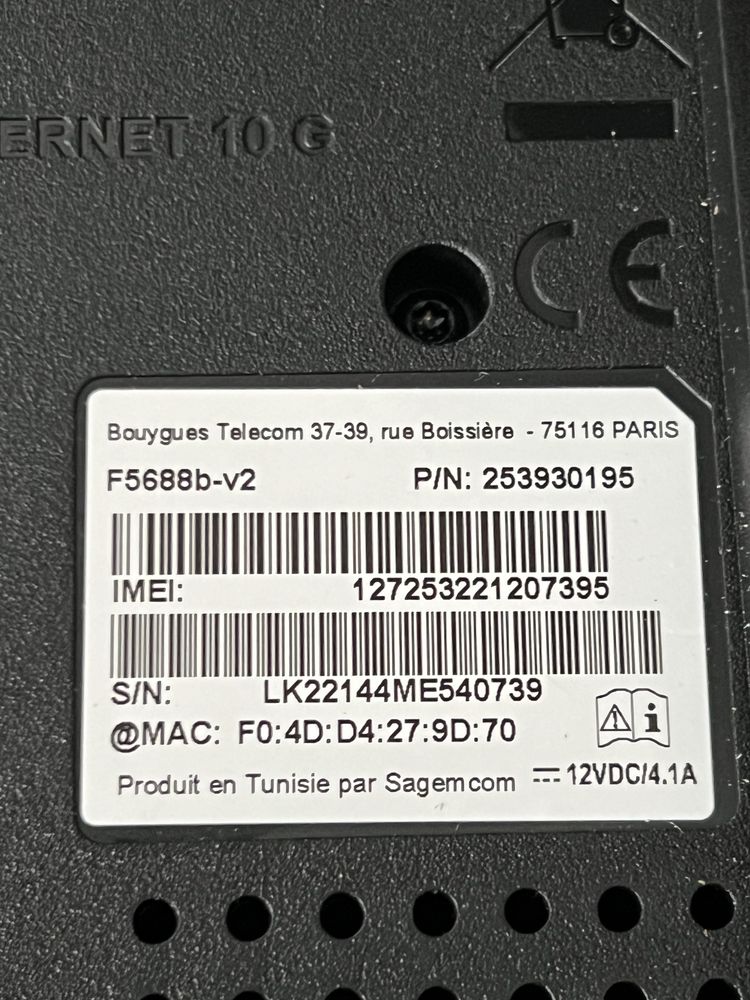 ERNET 10 G
CE
Bouygues Telecom 37-39, rue Boissière - 75116 PARIS
F5688b-v2 P/N: 253930195
IMEI: 127253221207395
S/N: LK22144ME540739
@MAC: F0:4D:D4:27:9D:70
Produit en Tunisie par Sagemcom 12VDC/4.1A